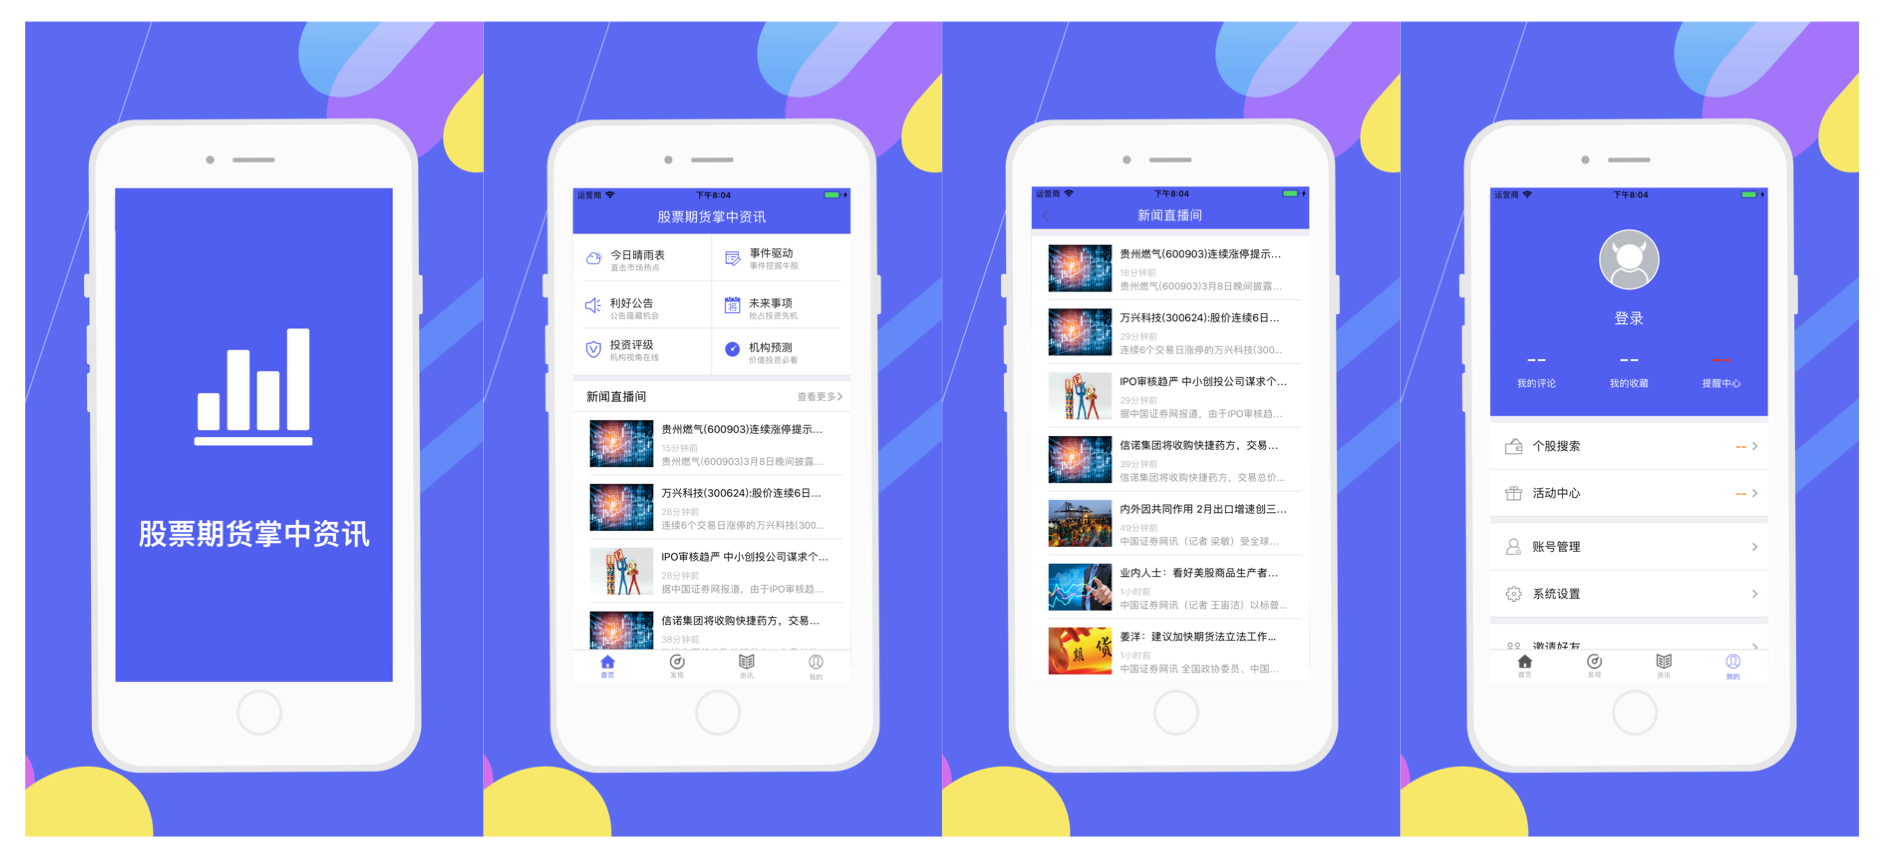 股票期货掌中资讯
运营商 下午8:04
股票期货掌中资讯
今日晴雨表
直击市场热点
事件驱动
事件挖掘牛股
利好公告
公告蕴藏机会
未来事项
抢占投资先机
投资评级
机构视角在线
机构预测
价值投资必看
新闻直播间 查看更多>
贵州燃气(600903)连续涨停提示...
15分钟前
贵州燃气(600903)3月8日晚间披露...
万兴科技(300624):股价连续6日...
28分钟前
连续6个交易日涨停的万兴科技(300...
IPO审核趋严 中小创投公司谋求个...
28分钟前
据中国证券网报道，由于IPO审核趋...
信诺集团将收购快捷药方，交易...
38分钟前
首页 发现 资讯 我的
运营商 下午8:04
新闻直播间
贵州燃气(600903)连续涨停提示...
16分钟前
贵州燃气(600903)3月8日晚间披露...
万兴科技(300624):股价连续6日...
29分钟前
连续6个交易日涨停的万兴科技(300...
IPO审核趋严 中小创投公司谋求个...
29分钟前
据中国证券网报道，由于IPO审核趋...
信诺集团将收购快捷药方，交易...
39分钟前
信诺集团将收购快捷药方，交易总价...
内外因共同作用 2月出口增速创三...
49分钟前
中国证券网讯（记者 梁敏）受全球...
业内人士：看好美股商品生产者...
1小时前
中国证券网讯（记者 王宙洁）以标普...
期货
姜洋：建议加快期货法立法工作...
1小时前
中国证券网讯 全国政协委员、中国...
运营商 下午8:04
登录
-- -- --
我的评论 我的收藏 提醒中心
个股搜索 -- >
活动中心 -- >
账号管理 >
系统设置 >
邀请好友
首页 发现 资讯 我的